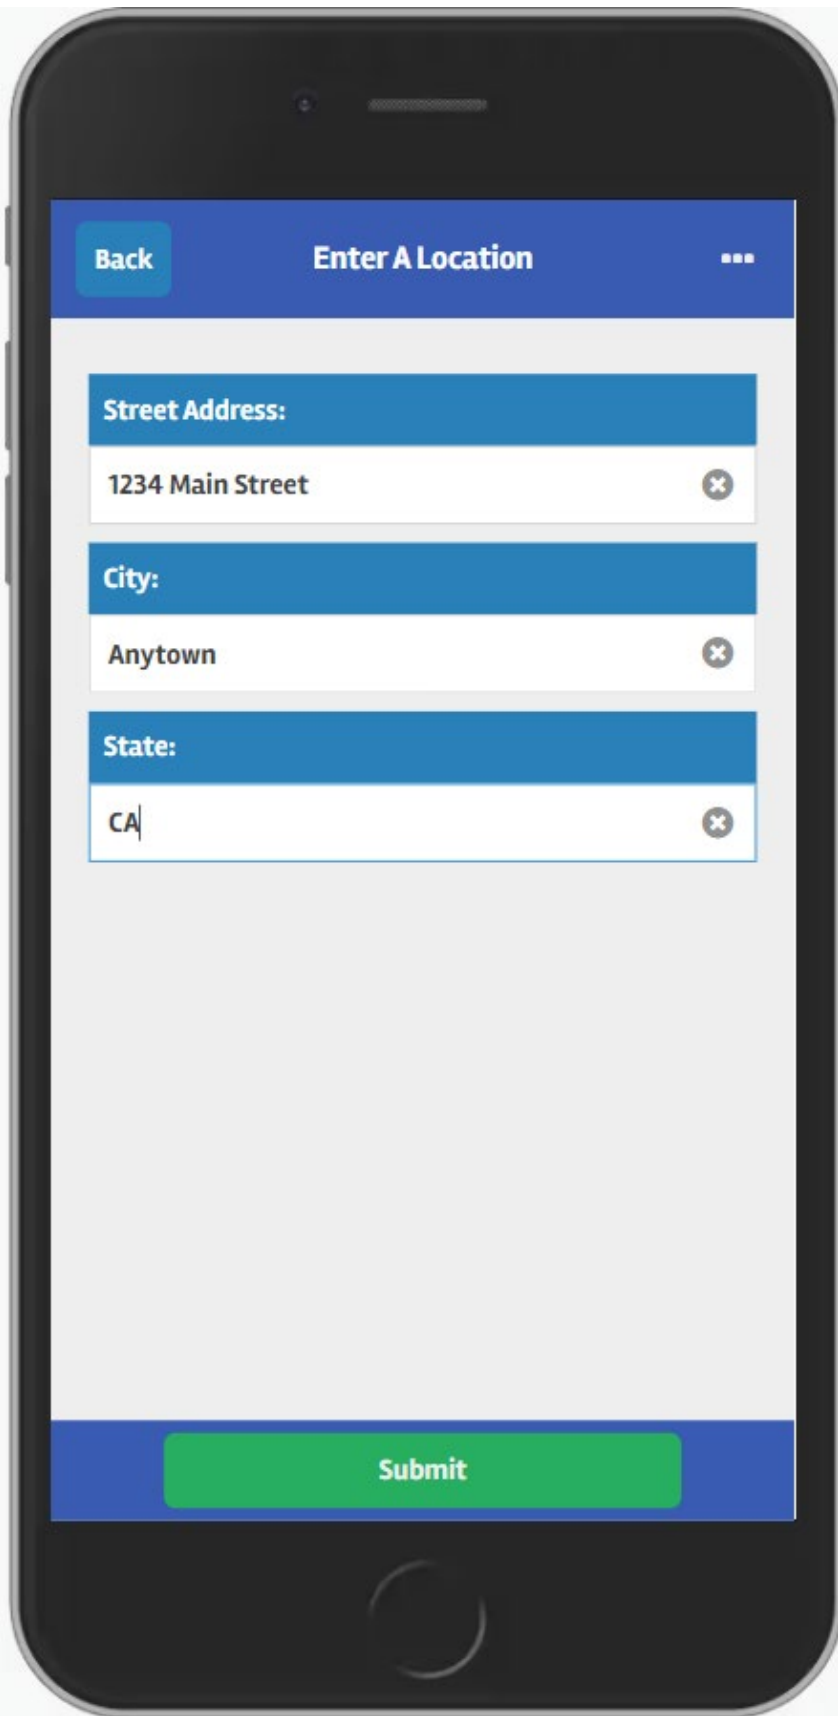 Back Enter A Location
Street Address:
1234 Main Street
City:
Anytown
State:
CA
Submit